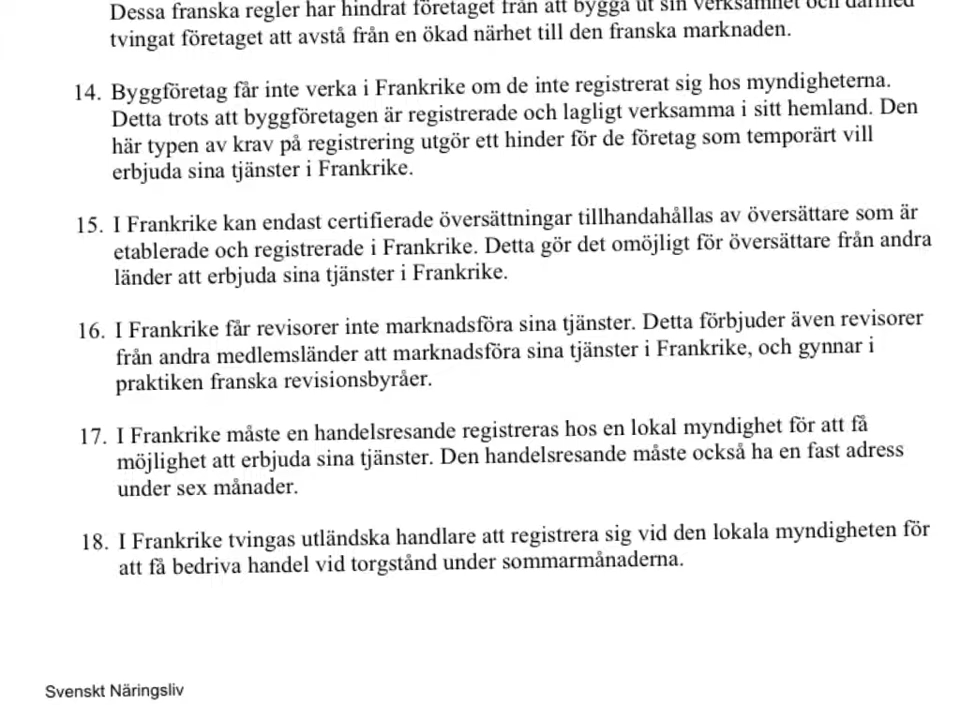 Dessa franska regler har hindrat företaget från att bygga ut sin verksamhet och därmed
tvingat företaget att avstå från en ökad närhet till den franska marknaden.
14. Byggföretag får inte verka i Frankrike om de inte registrerat sig hos myndigheterna.
Detta trots att byggföretagen är registrerade och lagligt verksamma i sitt hemland. Den
här typen av krav på registrering utgör ett hinder för de företag som temporärt vill
erbjuda sina tjänster i Frankrike.
15. I Frankrike kan endast certifierade översättningar tillhandahållas av översättare som är
etablerade och registrerade i Frankrike. Detta gör det omöjligt för översättare från andra
länder att erbjuda sina tjänster i Frankrike.
16. I Frankrike får revisorer inte marknadsföra sina tjänster. Detta förbjuder även revisorer
från andra medlemsländer att marknadsföra sina tjänster i Frankrike, och gynnar i
praktiken franska revisionsbyråer.
17. I Frankrike måste en handelsresande registreras hos en lokal myndighet för att få
möjlighet att erbjuda sina tjänster. Den handelsresande måste också ha en fast adress
under sex månader.
18. I Frankrike tvingas utländska handlare att registrera sig vid den lokala myndigheten för
att få bedriva handel vid torgstånd under sommarmånaderna.
Svenskt Näringsliv